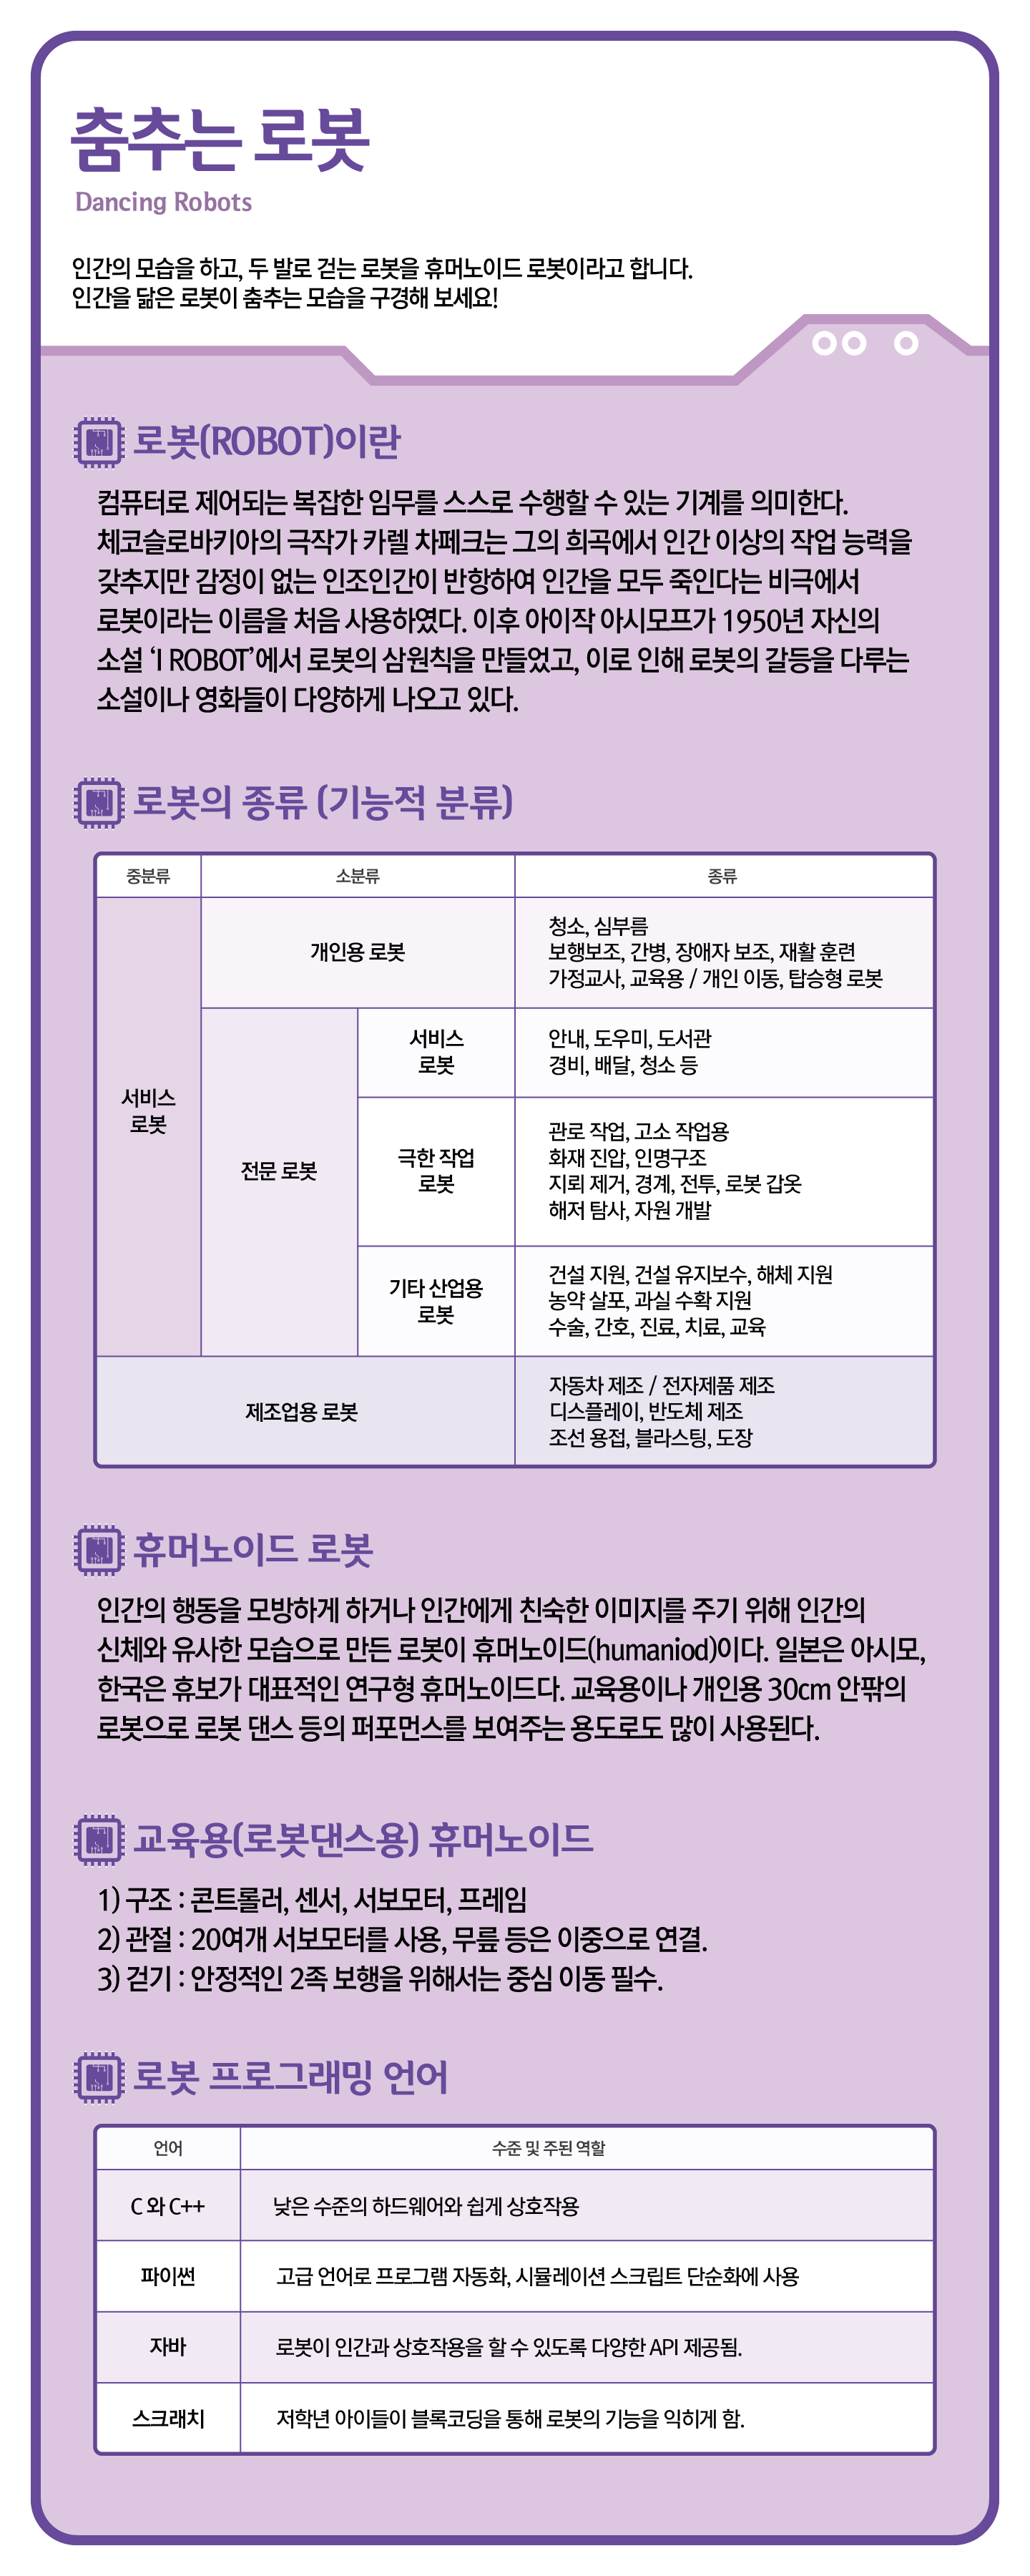 춤추는 로봇
Dancing Robots
인간의 모습을 하고, 두 발로 걷는 로봇을 휴머노이드 로봇이라고 합니다.
인간을 닮은 로봇이 춤추는 모습을 구경해 보세요!
로봇(ROBOT)이란
컴퓨터로 제어되는 복잡한 임무를 스스로 수행할 수 있는 기계를 의미한다.
체코슬로바키아의 극작가 카렐 차페크는 그의 희곡에서 인간 이상의 작업 능력을
갖추지만 감정이 없는 인조인간이 반항하여 인간을 모두 죽인다는 비극에서
로봇이라는 이름을 처음 사용하였다. 이후 아이작 아시모프가 1950년 자신의
소설 ‘I ROBOT’에서 로봇의 삼원칙을 만들었고, 이로 인해 로봇의 갈등을 다루는
소설이나 영화들이 다양하게 나오고 있다.
로봇의 종류 (기능적 분류)
중분류 소분류 종류
서비스
로봇
개인용 로봇
청소, 심부름
보행보조, 간병, 장애자 보조, 재활 훈련
가정교사, 교육용 / 개인 이동, 탑승형 로봇
전문 로봇
서비스
로봇
안내, 도우미, 도서관
경비, 배달, 청소 등
극한 작업
로봇
관로 작업, 고소 작업용
화재 진압, 인명구조
지뢰 제거, 경계, 전투, 로봇 갑옷
해저 탐사, 자원 개발
기타 산업용
로봇
건설 지원, 건설 유지보수, 해체 지원
농약 살포, 과실 수확 지원
수술, 간호, 진료, 치료, 교육
제조업용 로봇
자동차 제조 / 전자제품 제조
디스플레이, 반도체 제조
조선 용접, 블라스팅, 도장
휴머노이드 로봇
인간의 행동을 모방하게 하거나 인간에게 친숙한 이미지를 주기 위해 인간의
신체와 유사한 모습으로 만든 로봇이 휴머노이드(humaniod)이다. 일본은 아시모,
한국은 휴보가 대표적인 연구형 휴머노이드다. 교육용이나 개인용 30cm 안팎의
로봇으로 로봇 댄스 등의 퍼포먼스를 보여주는 용도로도 많이 사용된다.
교육용(로봇댄스용) 휴머노이드
1) 구조 : 콘트롤러, 센서, 서보모터, 프레임
2) 관절 : 20여개 서보모터를 사용, 무릎 등은 이중으로 연결.
3) 걷기 : 안정적인 2족 보행을 위해서는 중심 이동 필수.
로봇 프로그래밍 언어
언어 수준 및 주된 역할
C 와 C++ 낮은 수준의 하드웨어와 쉽게 상호작용
파이썬 고급 언어로 프로그램 자동화, 시뮬레이션 스크립트 단순화에 사용
자바 로봇이 인간과 상호작용을 할 수 있도록 다양한 API 제공됨.
스크래치 저학년 아이들이 블록코딩을 통해 로봇의 기능을 익히게 함.